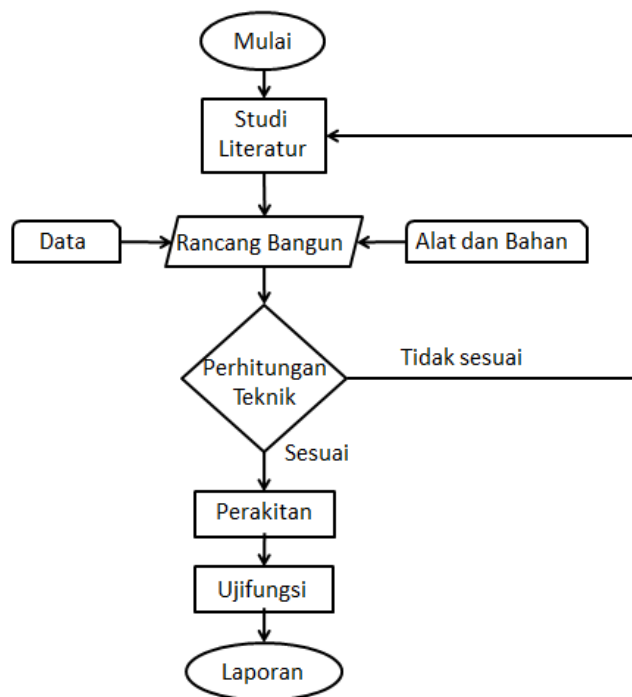 Mulai
Studi
Literatur
Data
Rancang Bangun
Alat dan Bahan
Perhitungan
Teknik
Tidak sesuai
Sesuai
Perakitan
Ujifungsi
Laporan